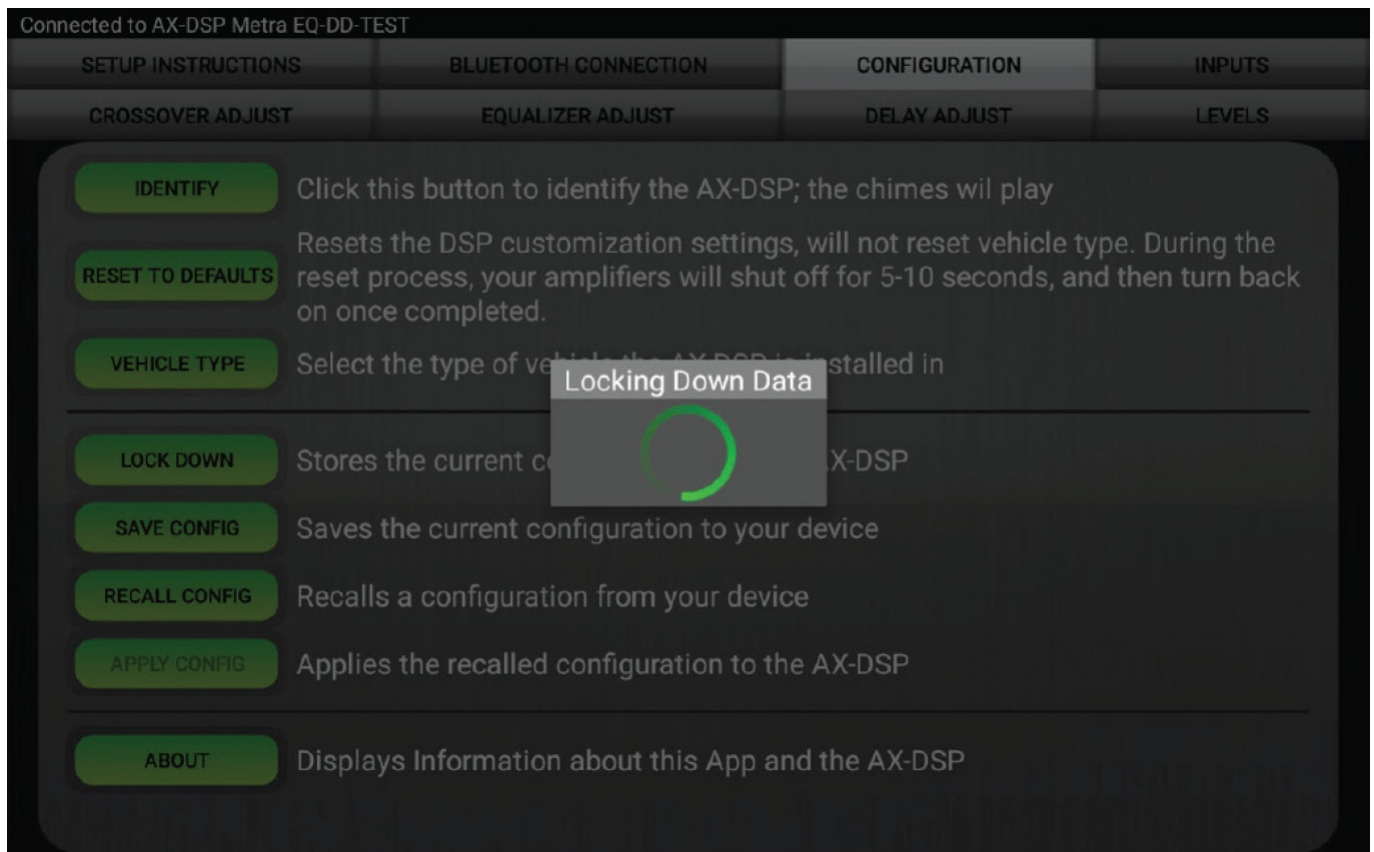 Connected to AX-DSP Metra EQ-DD-TEST
SETUP INSTRUCTIONS BLUETOOTH CONNECTION CONFIGURATION INPUTS
CROSSOVER ADJUST EQUALIZER ADJUST DELAY ADJUST LEVELS
IDENTIFY Click this button to identify the AX-DSP; the chimes wil play
Resets the DSP customization settings, will not reset vehicle type. During the
RESET TO DEFAULTS reset process, your amplifiers will shut off for 5-10 seconds, and then turn back
on once completed.
VEHICLE TYPE Select the type of vehicle the AX-DSP is installed in
Locking Down Data
LOCK DOWN Stores the current X-DSP
SAVE CONFIG Saves the current configuration to your device
RECALL CONFIG Recalls a configuration from your device
APPLY CONFIG Applies the recalled configuration to the AX-DSP
ABOUT Displays Information about this App and the AX-DSP